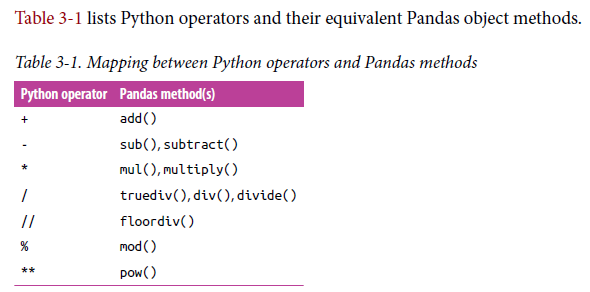 Table 3-1 lists Python operators and their equivalent Pandas object methods.
Table 3-1. Mapping between Python operators and Pandas methods
Python operator Pandas method(s)
+ add()
- sub(), subtract()
* mul(), multiply()
/ truediv(), div(), divide()
// floordiv()
% mod()
** pow()